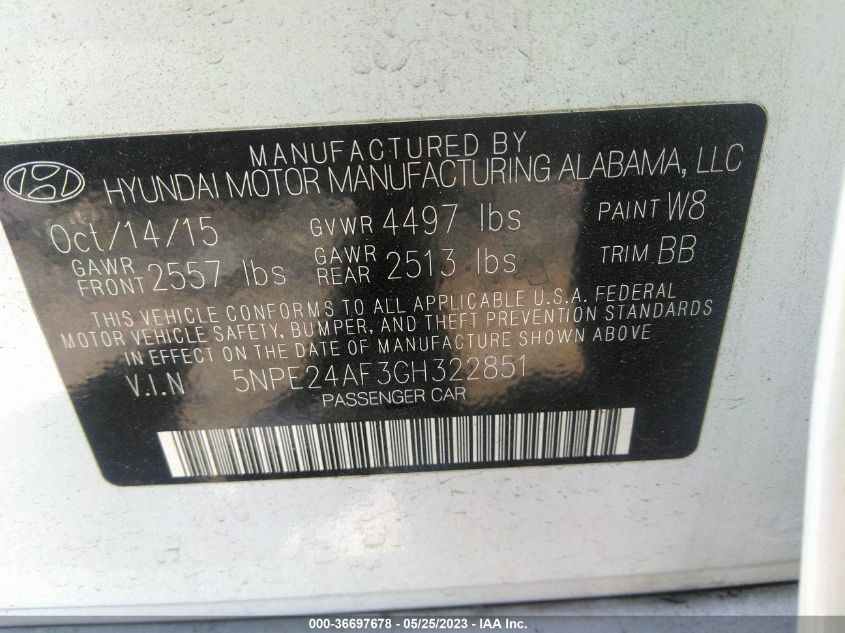 MANUFACTURED BY
HYUNDAI MOTOR MANUFACTURING ALABAMA, LLC
Oct/14/15 GVWR 4497 lbs PAINT W8
GAWR FRONT 2557 lbs GAWR REAR 2513 lbs TRIM BB
THIS VEHICLE CONFORMS TO ALL APPLICABLE U.S.A. FEDERAL
MOTOR VEHICLE SAFETY, BUMPER, AND THEFT PREVENTION STANDARDS
IN EFFECT ON THE DATE OF MANUFACTURE SHOWN ABOVE
V.I.N 5NPE24AF3GH322851
PASSENGER CAR
000-36697678 - 05/25/2023 - IAA Inc.